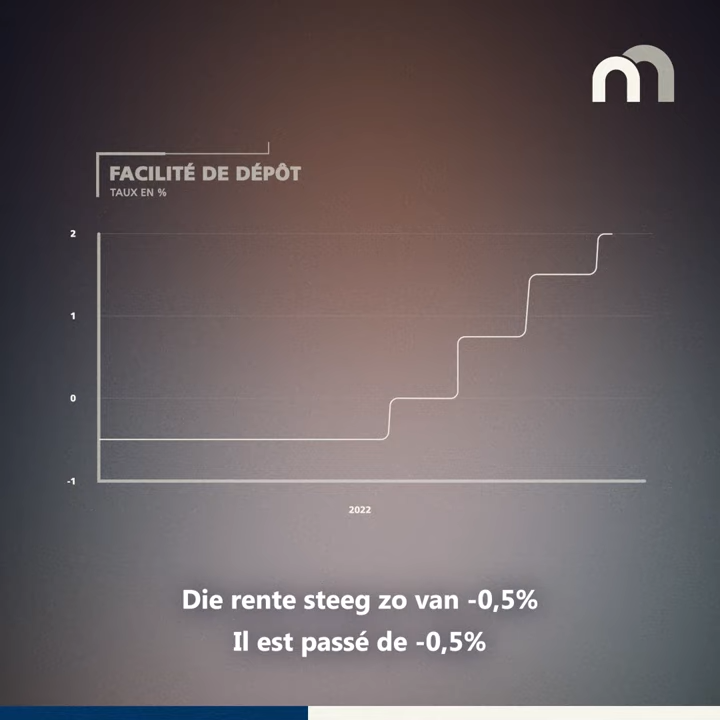 FACILITÉ DE DÉPÔT
TAUX EN %
2
1
0
-1
2022
Die rente steeg zo van -0,5%
Il est passé de -0,5%